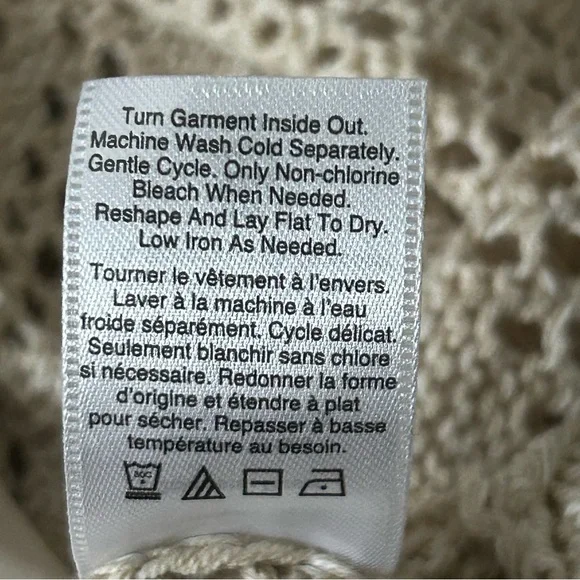 Turn Garment Inside Out.
Machine Wash Cold Separately.
Gentle Cycle. Only Non-chlorine
Bleach When Needed.
Reshape And Lay Flat To Dry.
Low Iron As Needed.
Tourner le vêtement à l'envers.
Laver à la machine à l'eau
froide séparément. Cycle délicat.
Seulement blanchir sans chlore
si nécessaire. Redonner la forme
d'origine et étendre à plat
pour sécher. Repasser à basse
température au besoin.